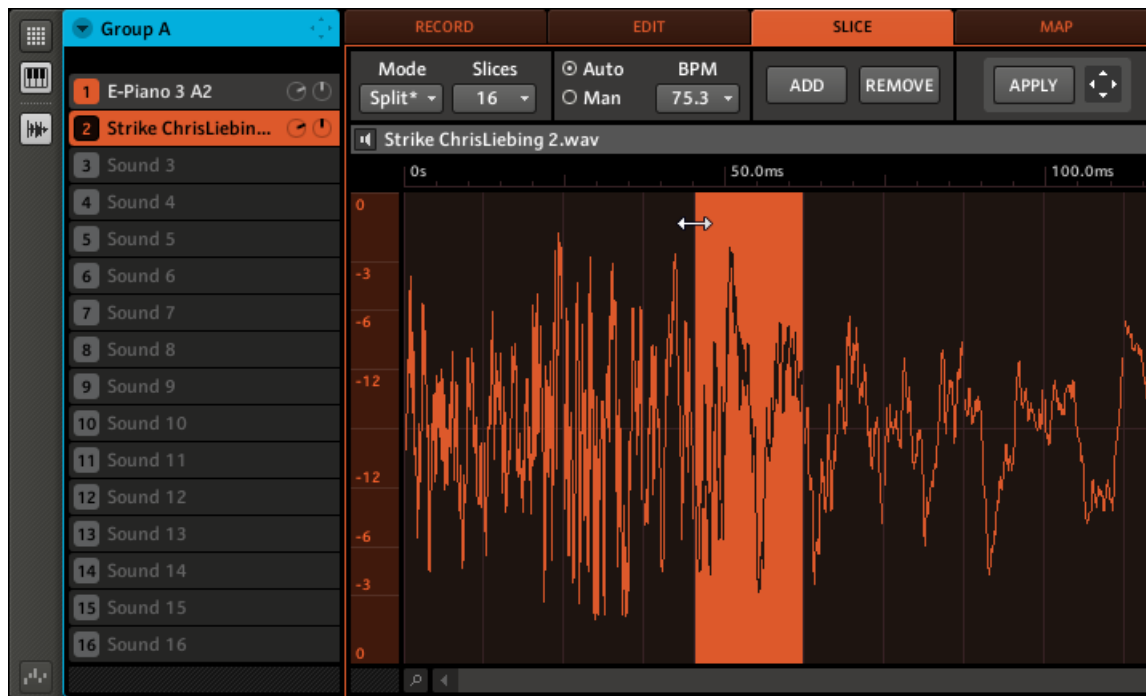 Group A
RECORD EDIT SLICE MAP
Mode Slices Auto BPM
Split* 16 Man 75.3 ADD REMOVE APPLY
1 E-Piano 3 A2
2 Strike ChrisLiebin...
3 Sound 3
4 Sound 4
5 Sound 5
6 Sound 6
7 Sound 7
8 Sound 8
9 Sound 9
10 Sound 10
11 Sound 11
12 Sound 12
13 Sound 13
14 Sound 14
15 Sound 15
16 Sound 16
Strike ChrisLiebing 2.wav
0s 50.0ms 100.0ms
0
-3
-6
-12
-12
-6
-3
0